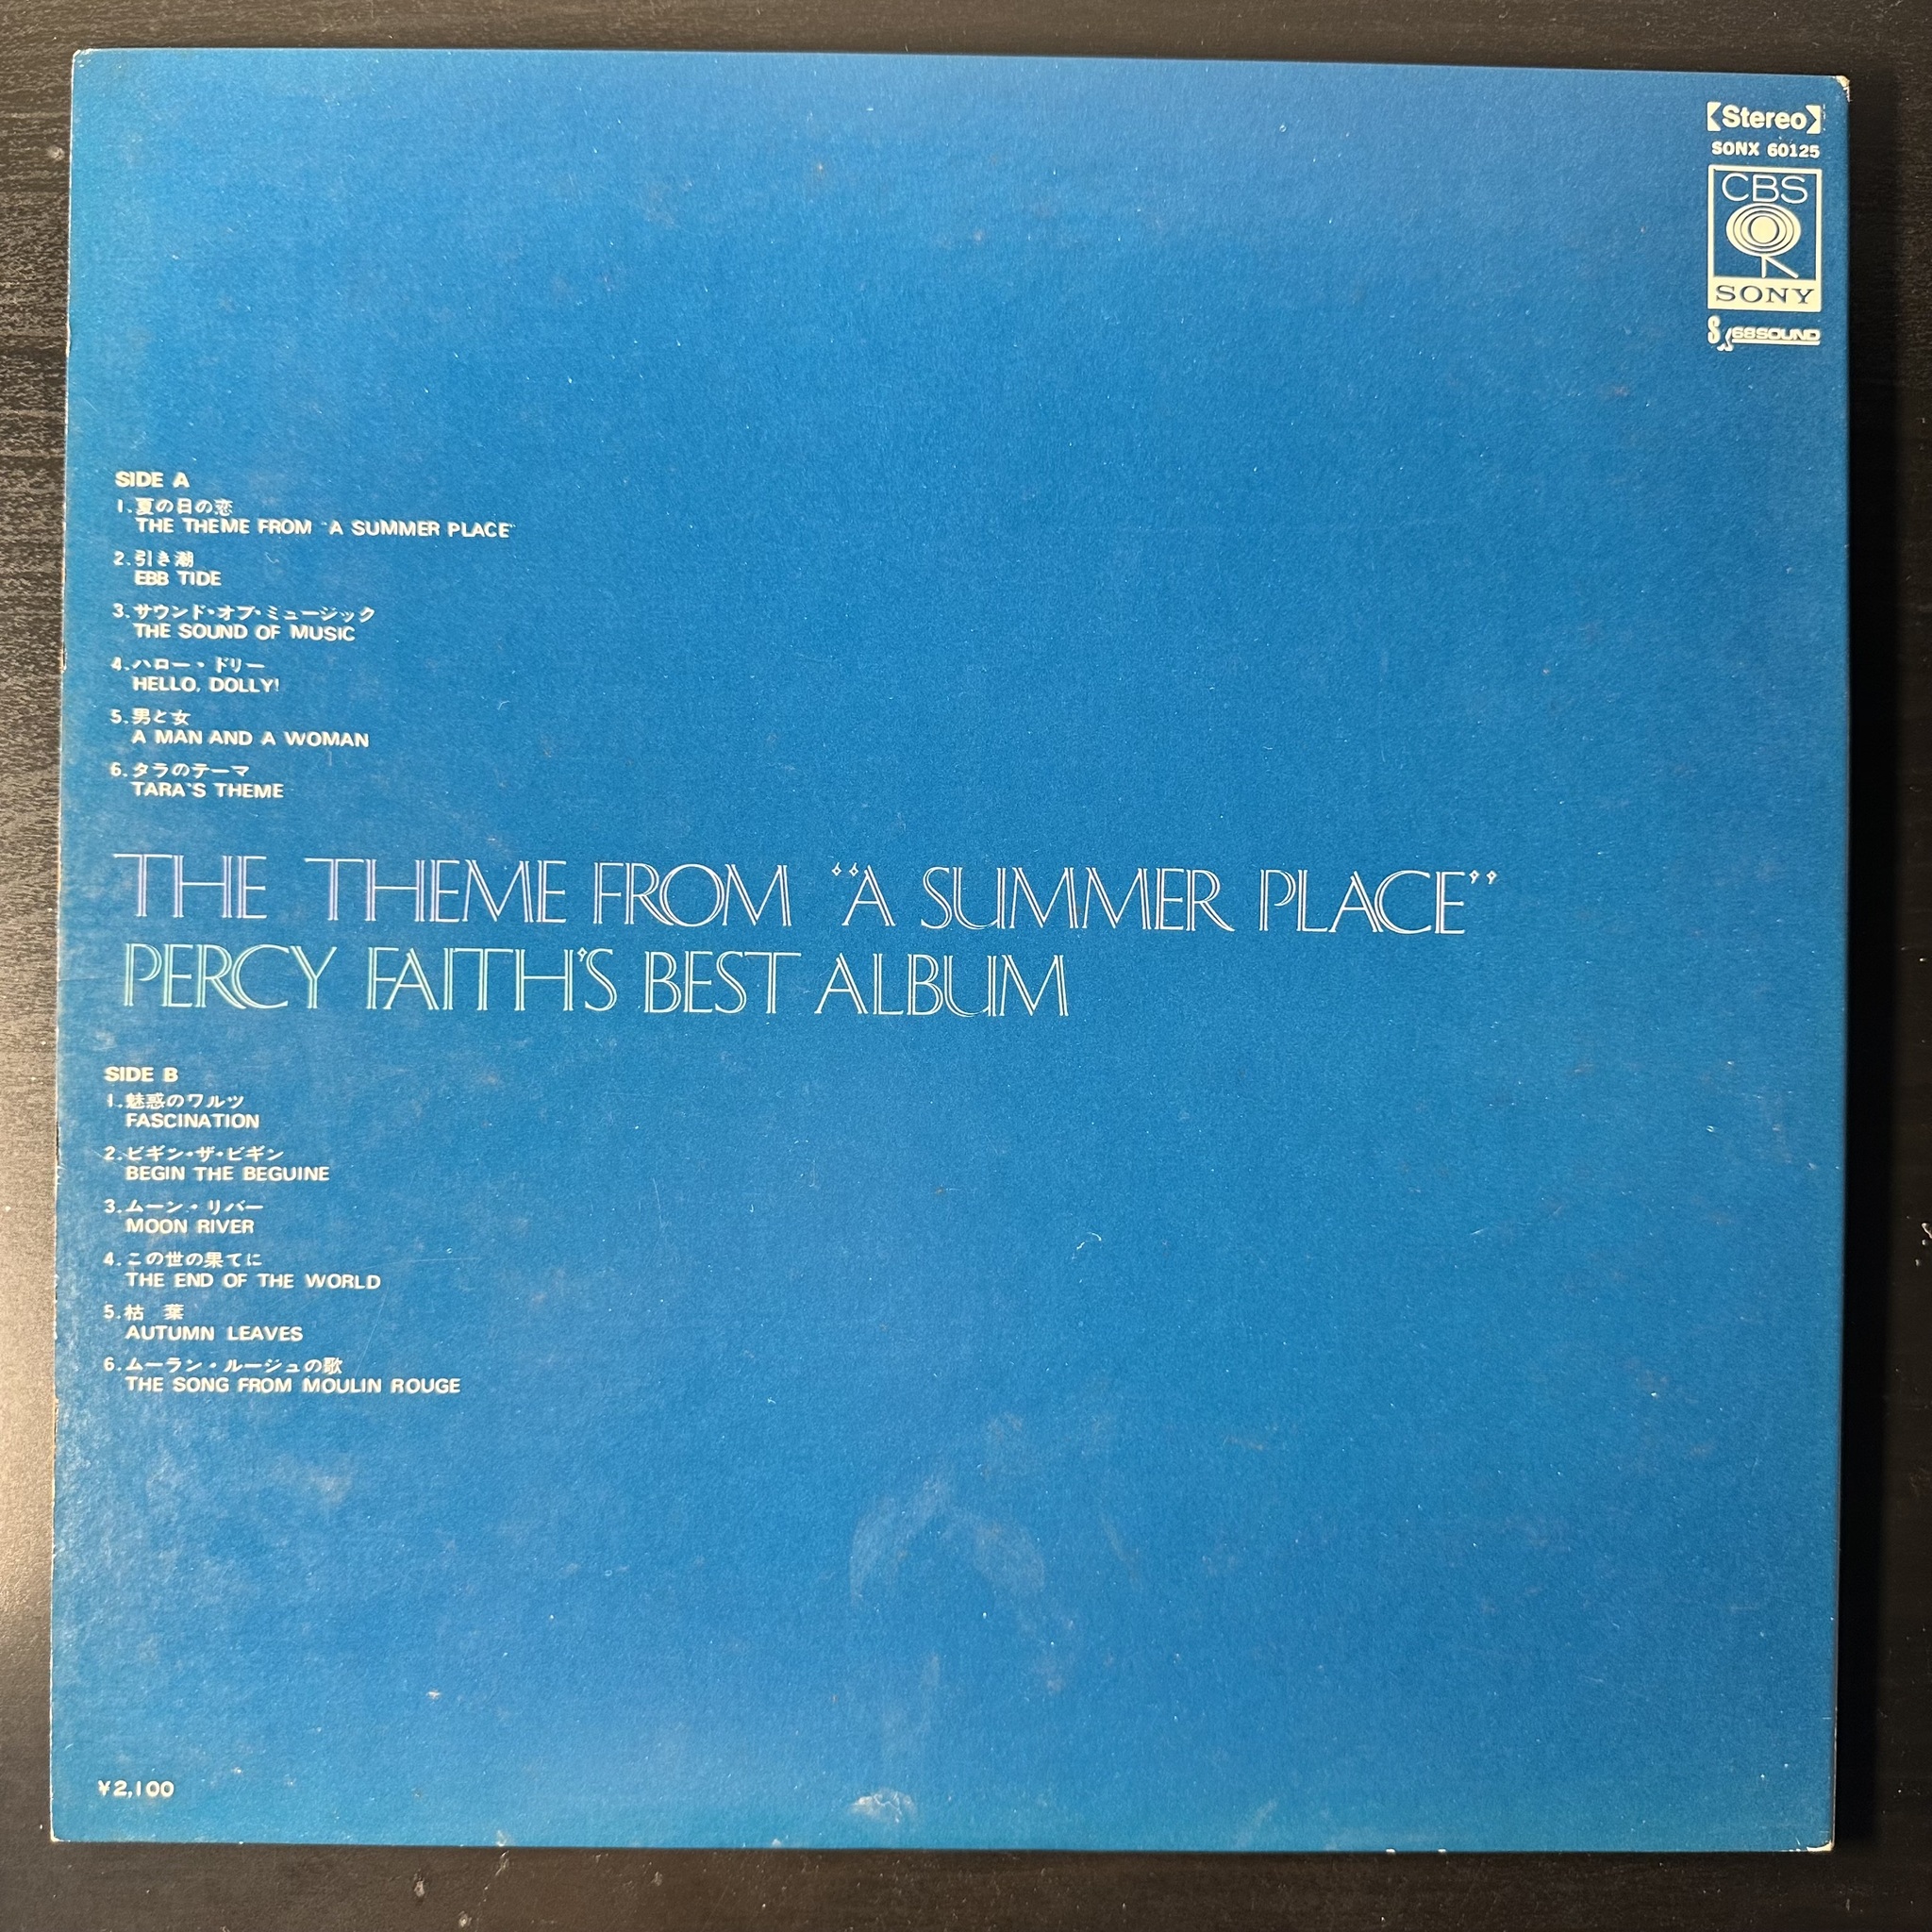 【Stereo】
SONX 60125
CBS
SONY
SIDE A
1.夏の日の恋
THE THEME FROM "A SUMMER PLACE"
2.引き潮
EBB TIDE
3.サウンド・オブ・ミュージック
THE SOUND OF MUSIC
4.ハロー・ドリー
HELLO, DOLLY!
5.男と女
A MAN AND A WOMAN
6.タラのテーマ
TARA'S THEME
THE THEME FROM “A SUMMER PLACE”
PERCY FAITH'S BEST ALBUM
SIDE B
1.魅惑のワルツ
FASCINATION
2.ビギン・ザ・ビギン
BEGIN THE BEGUINE
3.ムーン・リバー
MOON RIVER
4.この世の果てに
THE END OF THE WORLD
5.枯 葉
AUTUMN LEAVES
6.ムーラン・ルージュの歌
THE SONG FROM MOULIN ROUGE
¥2,100